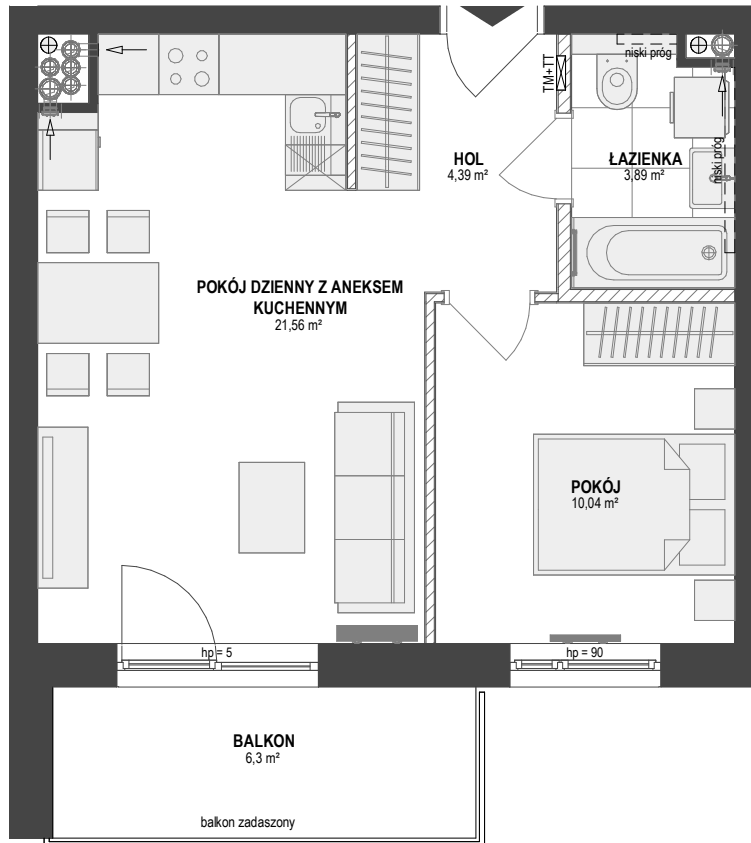 niski próg
TM+TT
HOL
4,39 m²
ŁAZIENKA
3,89 m²
niski próg
POKÓJ DZIENNY Z ANEKSEM
KUCHENNYM
21,56 m²
POKÓJ
10,04 m²
hp = 5
hp = 90
BALKON
6,3 m²
balkon zadaszony